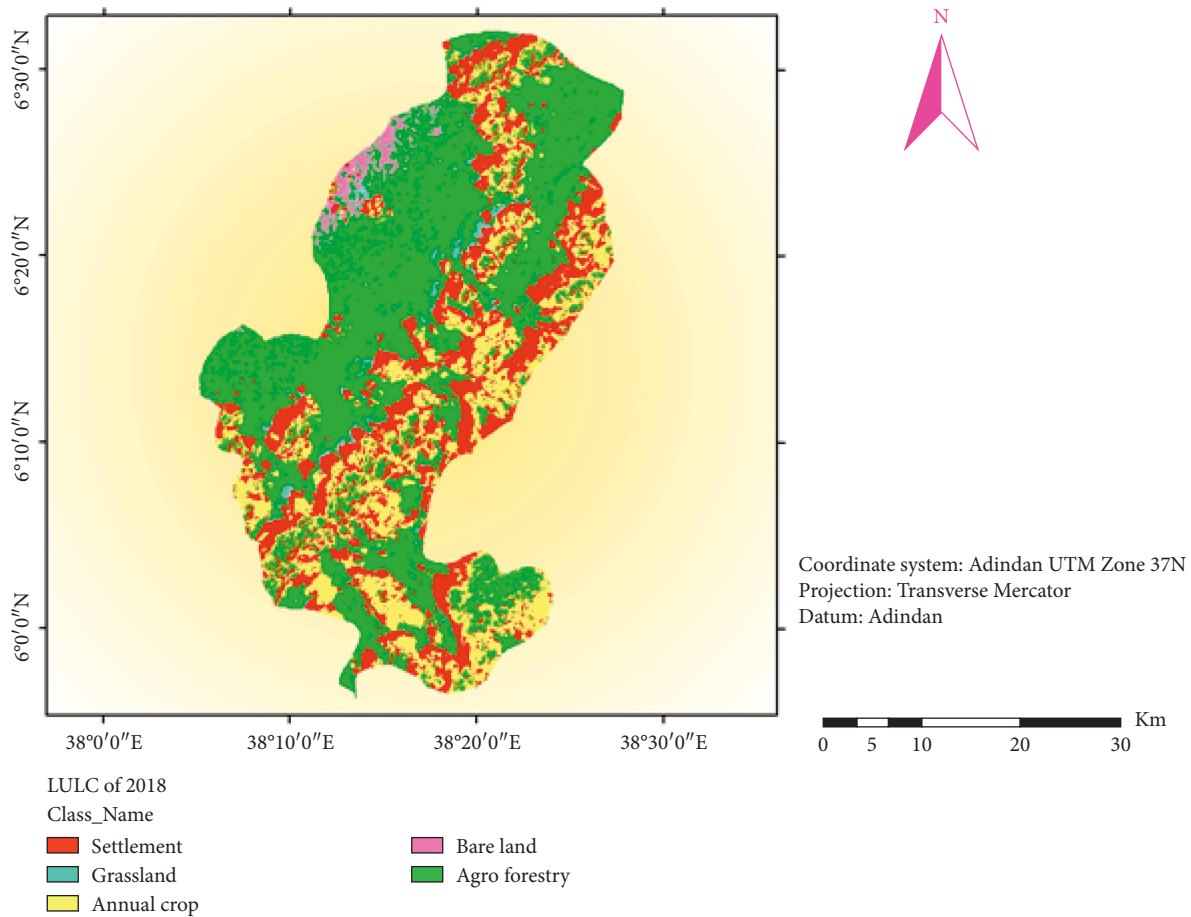 N
6°30′0″N
6°20′0″N
6°10′0″N
6°0′0″N
38°0′0″E
38°10′0″E
38°20′0″E
38°30′0″E
Coordinate system: Adindan UTM Zone 37N
Projection: Transverse Mercator
Datum: Adindan
Km
0 5 10 20 30
LULC of 2018
Class_Name
Settlement
Grassland
Annual crop
Bare land
Agro forestry